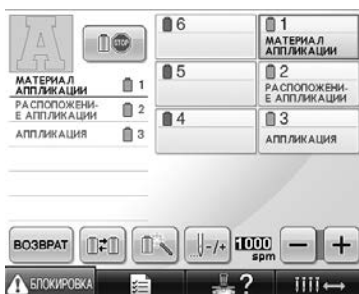 A
STOP
МАТЕРИАЛ
АППЛИКАЦИИ
1
РАСПОЛОЖЕНИ-
Е АППЛИКАЦИИ
2
АППЛИКАЦИЯ
3
6
1
МАТЕРИАЛ
АППЛИКАЦИИ
5
2
РАСПОЛОЖЕНИ-
Е АППЛИКАЦИИ
4
3
АППЛИКАЦИЯ
ВОЗВРАТ
-/+
1000
spm
− +
БЛОКИРОВКА
?